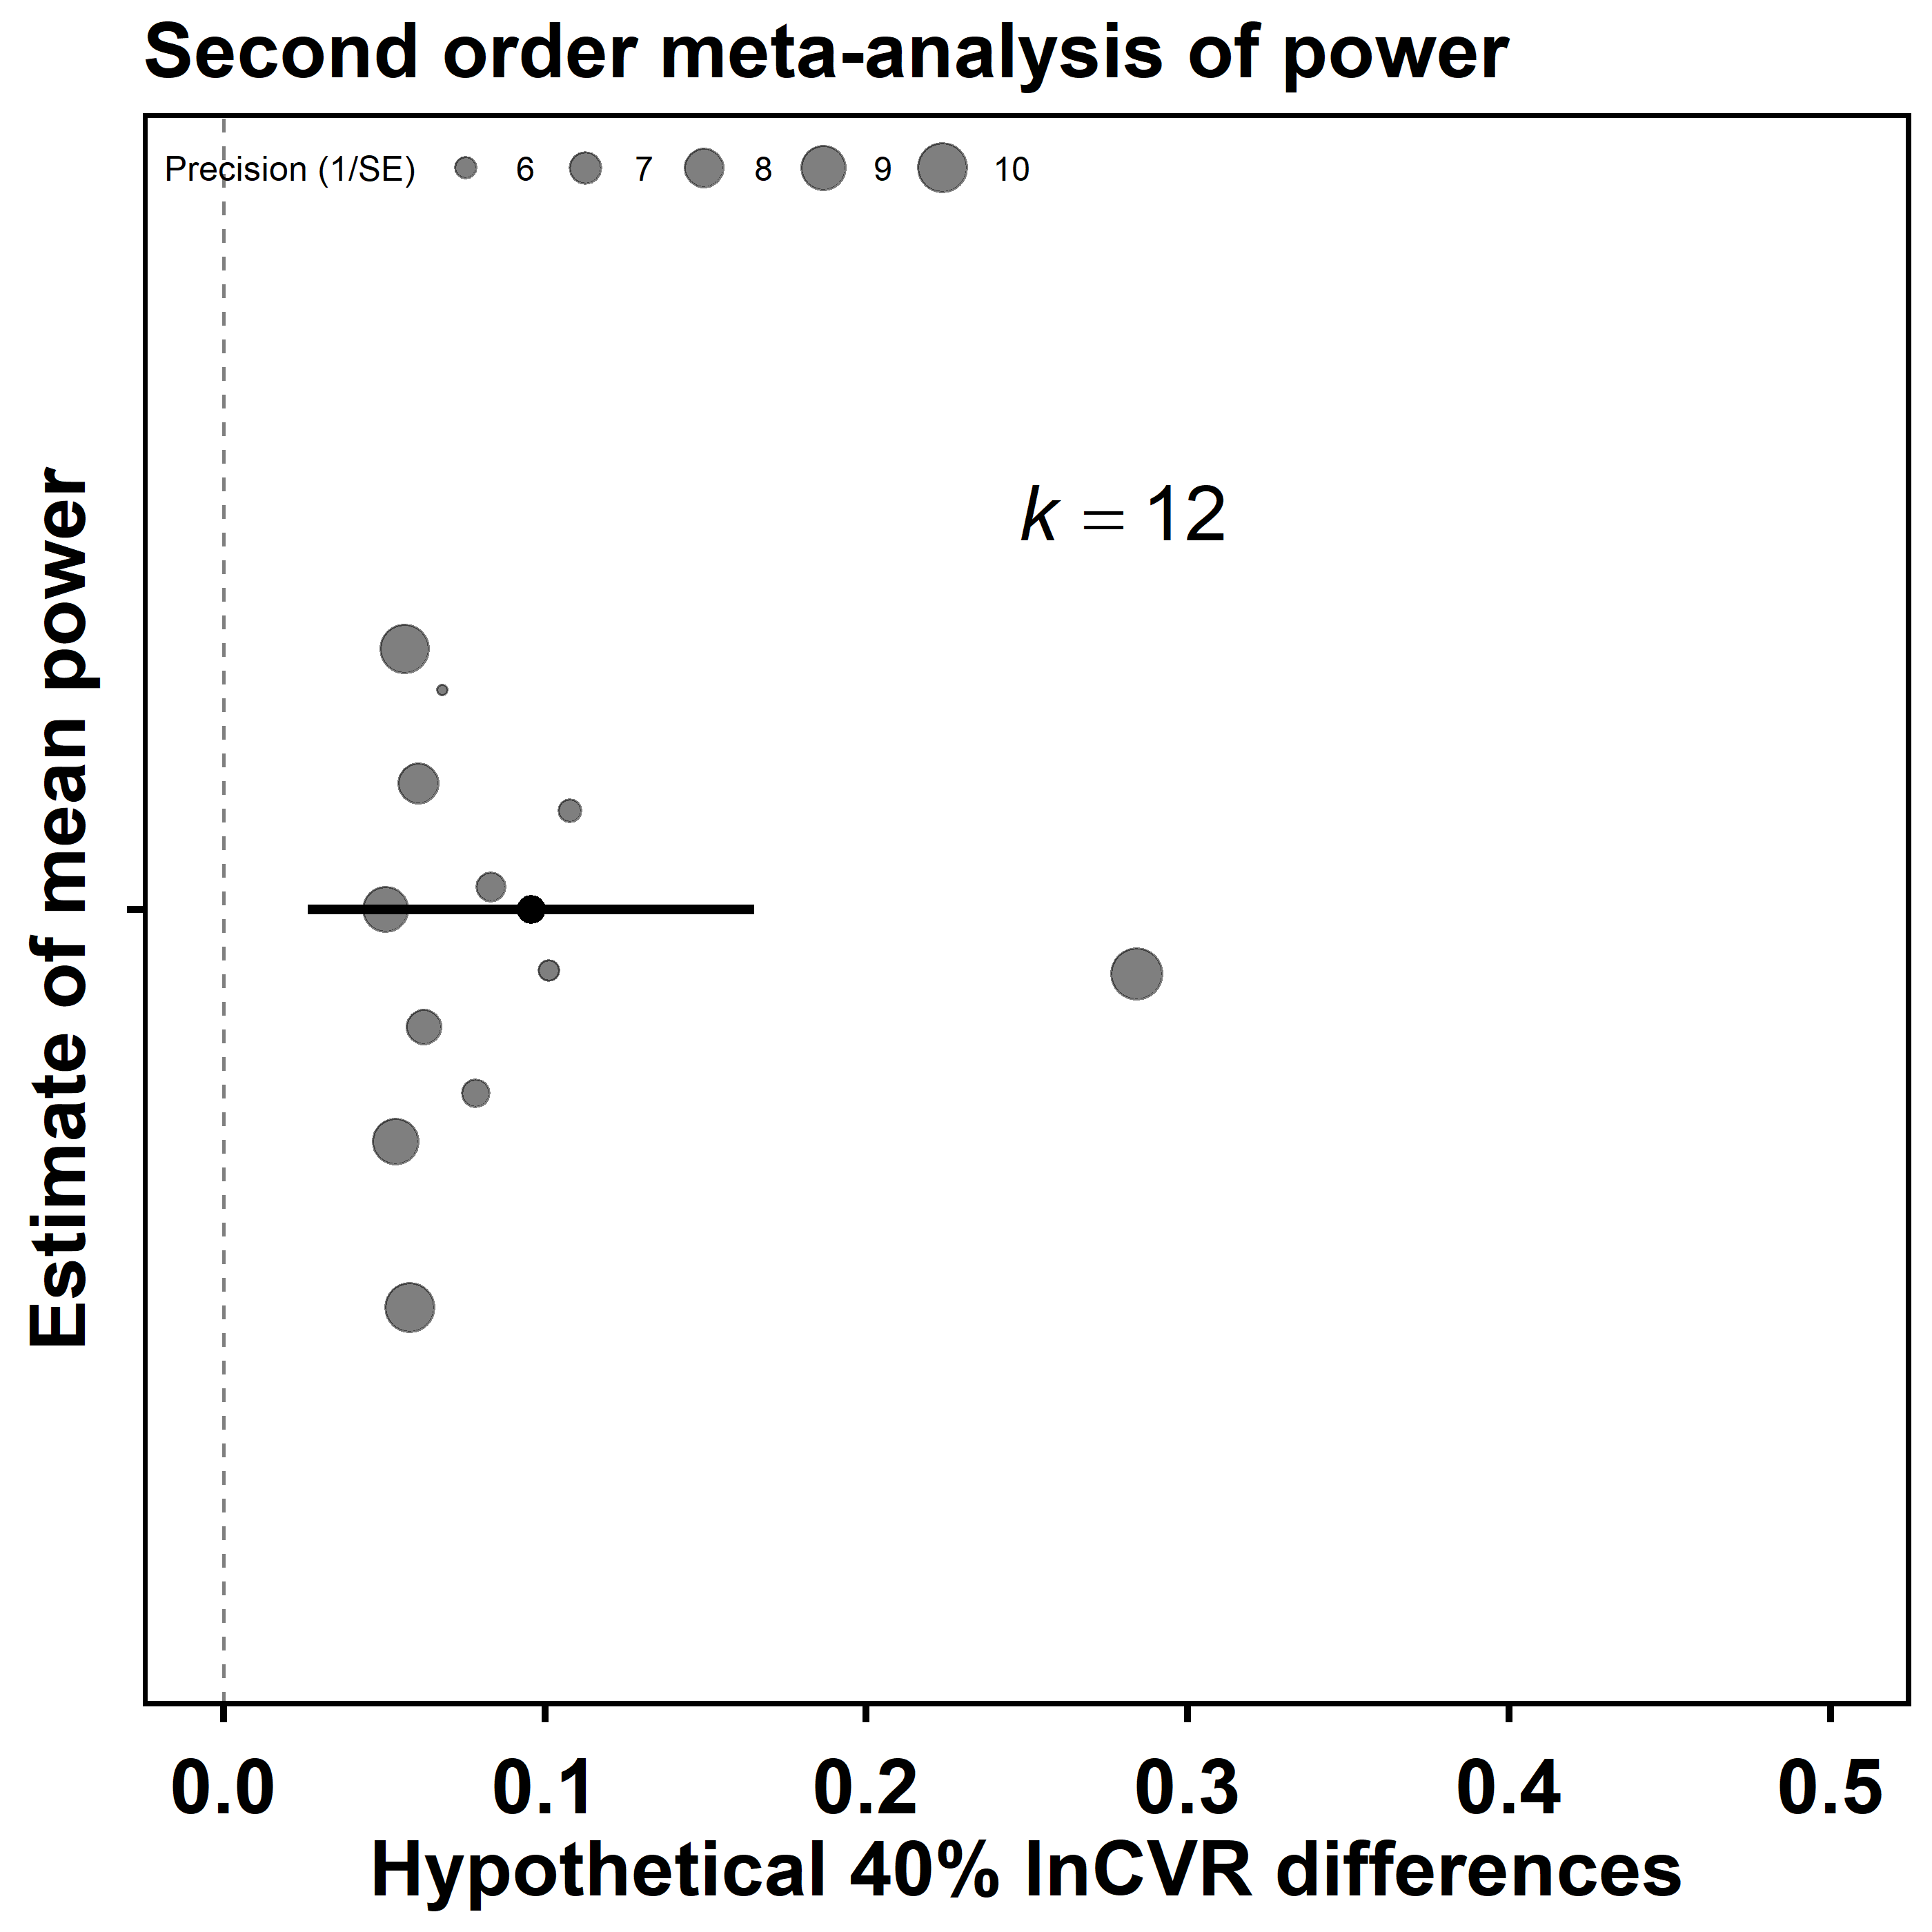 Second order meta-analysis of power
Precision (1/SE) 6 7 8 9 10
k = 12
Estimate of mean power
0.0 0.1 0.2 0.3 0.4 0.5
Hypothetical 40% lnCVR differences